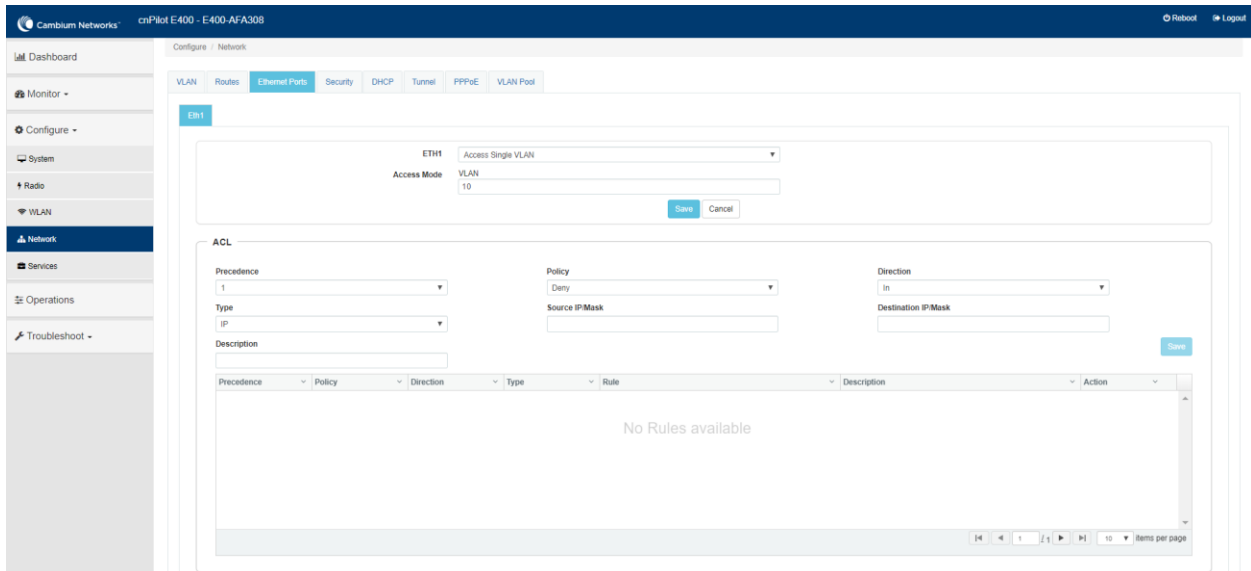 Cambium Networks™ cnPilot E400 - E400-AFA308 Reboot Logout
Dashboard
Monitor
Configure
System
Radio
WLAN
Network
Services
Operations
Troubleshoot
Configure / Network
VLAN Routes Ethernet Ports Security DHCP Tunnel PPPoE VLAN Pool
Eth1
ETH1 Access Single VLAN
Access Mode VLAN
10
Save Cancel
ACL
Precedence Policy Direction
1 Deny In
Type Source IP/Mask Destination IP/Mask
IP
Description
Save
Precedence Policy Direction Type Rule Description Action
No Rules available
1 / 1 10 items per page